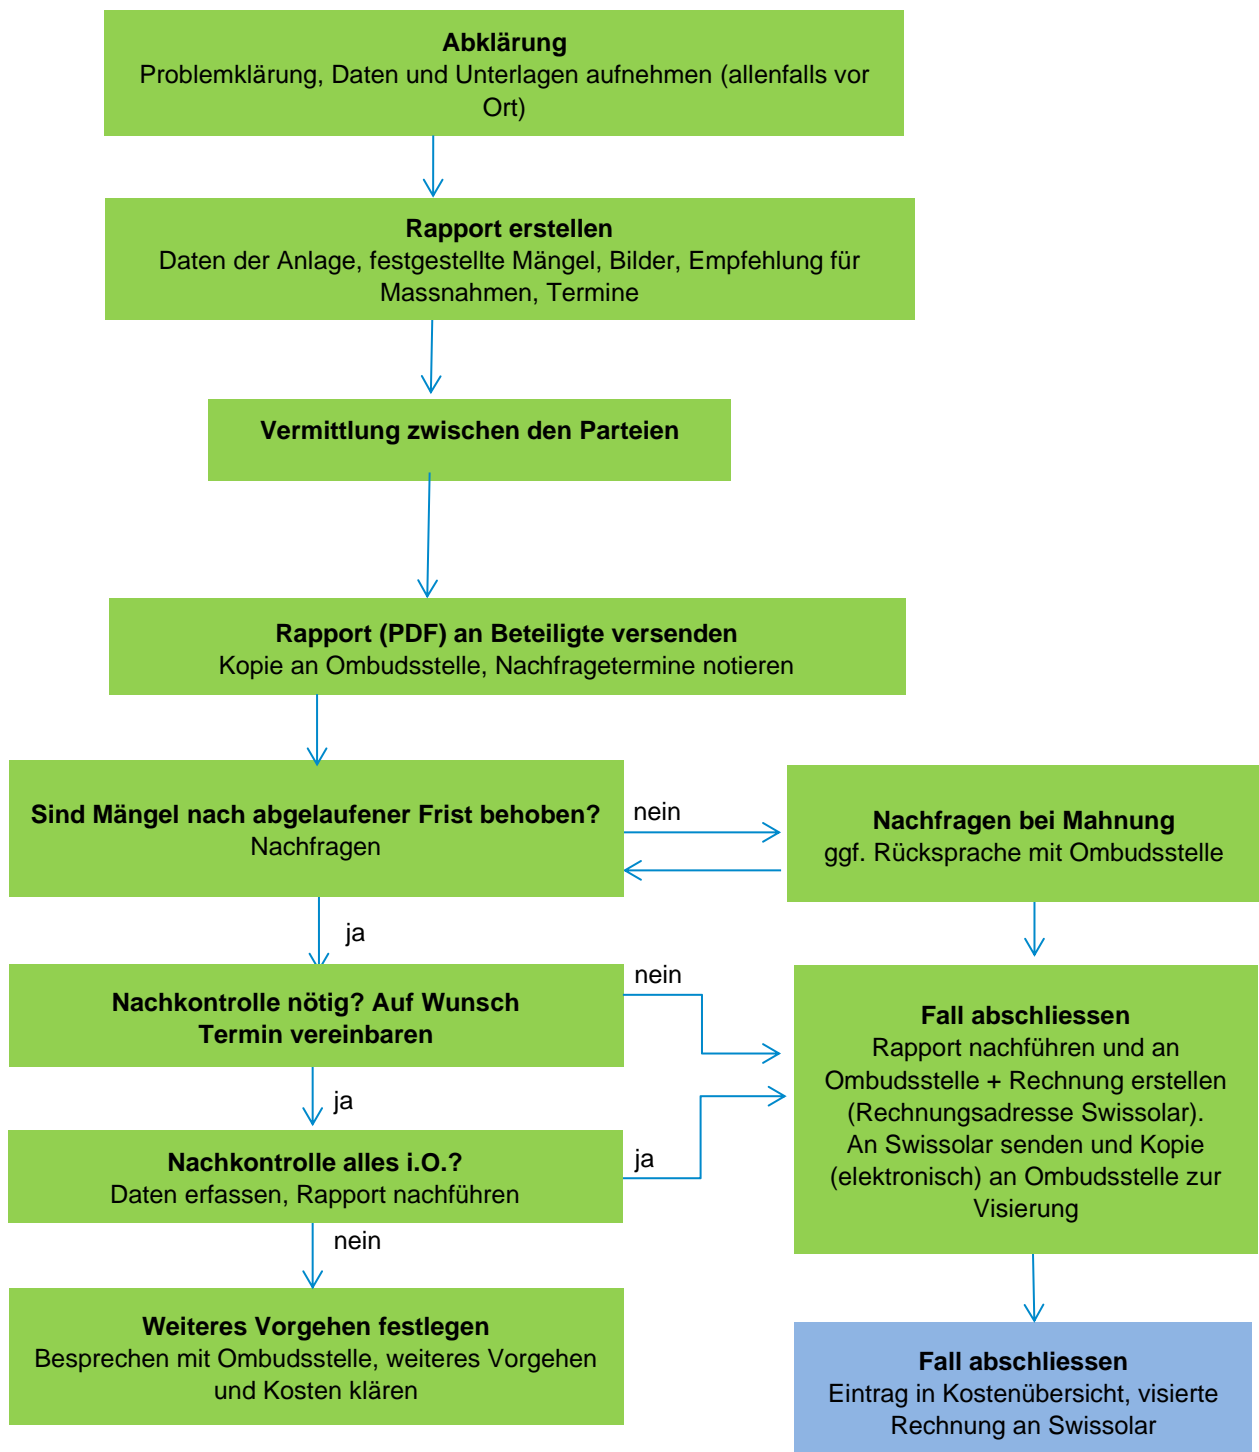 Abklärung
Problemklärung, Daten und Unterlagen aufnehmen (allenfalls vor
Ort)
Rapport erstellen
Daten der Anlage, festgestellte Mängel, Bilder, Empfehlung für
Massnahmen, Termine
Vermittlung zwischen den Parteien
Rapport (PDF) an Beteiligte versenden
Kopie an Ombudsstelle, Nachfragetermine notieren
Sind Mängel nach abgelaufener Frist behoben?
Nachfragen
nein
Nachfragen bei Mahnung
ggf. Rücksprache mit Ombudsstelle
ja
Nachkontrolle nötig? Auf Wunsch
Termin vereinbaren
nein
ja
Nachkontrolle alles i.O.?
Daten erfassen, Rapport nachführen
ja
nein
Weiteres Vorgehen festlegen
Besprechen mit Ombudsstelle, weiteres Vorgehen
und Kosten klären
Fall abschliessen
Rapport nachführen und an
Ombudsstelle + Rechnung erstellen
(Rechnungsadresse Swissolar).
An Swissolar senden und Kopie
(elektronisch) an Ombudsstelle zur
Visierung
Fall abschliessen
Eintrag in Kostenübersicht, visierte
Rechnung an Swissolar